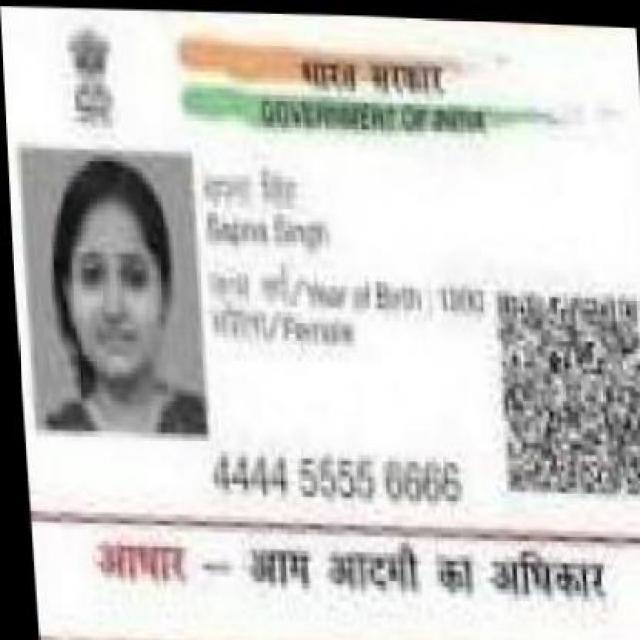 भारत सरकार
GOVERNMENT OF INDIA
सपना सिंह
Sapna Singh
जन्म वर्ष/Year of Birth :
महिला/Female
4444 5555 6666
आधार – आम आदमी का अधिकार